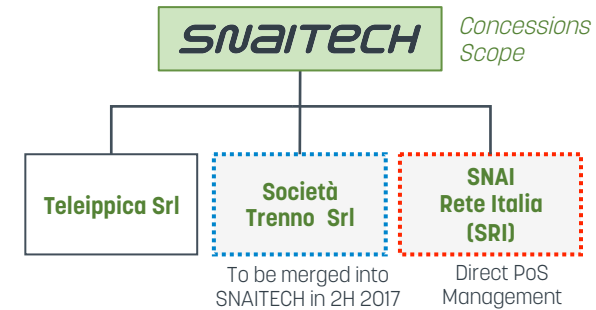 SNAITECH
Concessions
Scope
Teleippica Srl
Società
Trenno Srl
SNAI
Rete Italia
(SRI)
To be merged into
SNAITECH in 2H 2017
Direct PoS
Management